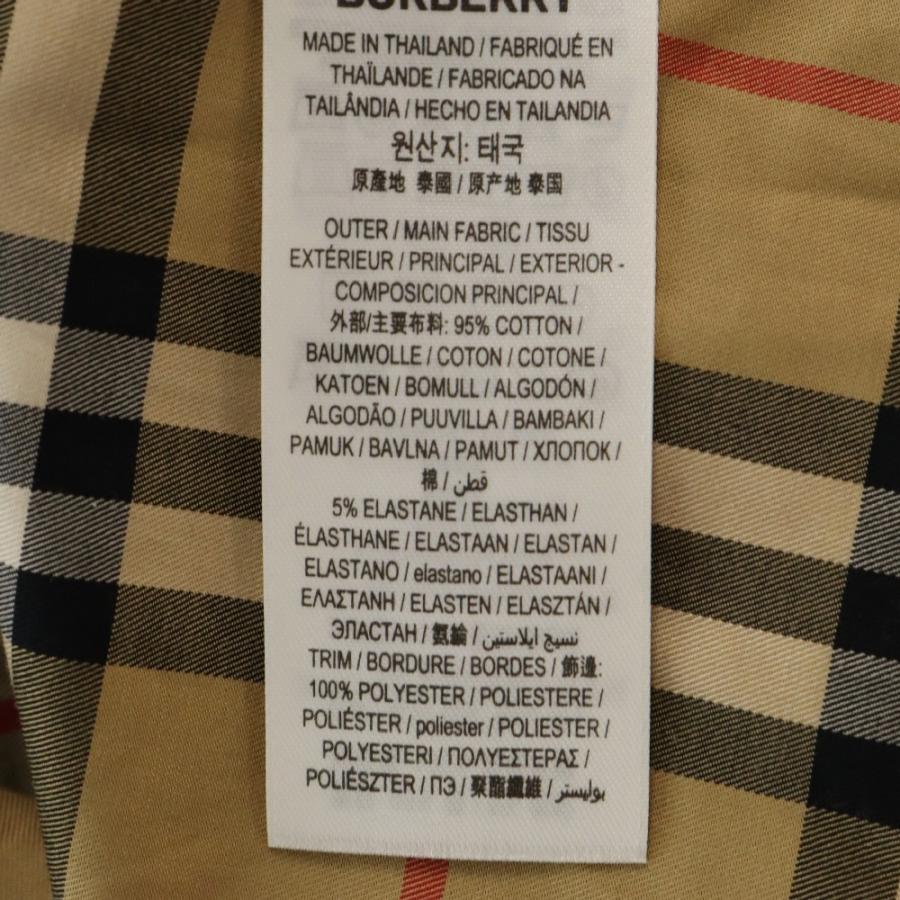 BURBERRY
MADE IN THAILAND / FABRIQUÉ EN
THAÏLANDE / FABRICADO NA
TAILÂNDIA / HECHO EN TAILANDIA
원산지: 태국
原產地 泰國 / 原产地 泰国
OUTER / MAIN FABRIC / TISSU
EXTÉRIEUR / PRINCIPAL / EXTERIOR -
COMPOSICION PRINCIPAL /
外部/主要布料: 95% COTTON /
BAUMWOLLE / COTON / COTONE /
KATOEN / BOMULL / ALGODÓN /
ALGODÃO / PUUVILLA / BAMBAKI /
PAMUK / BAVLNA / PAMUT / ХЛОПОК /
棉 / قطن
5% ELASTANE / ELASTHAN /
ÉLASTHANE / ELASTAAN / ELASTAN /
ELASTANO / elastano / ELASTAANI /
ΕΛΑΣΤΑΝΗ / ELASTEN / ELASZTÁN /
ЭЛАСТАН / 氨綸 / نسيج ايلاستين
TRIM / BORDURE / BORDES / 飾邊:
100% POLYESTER / POLIESTERE /
POLIÉSTER / poliester / POLIESTER /
POLYESTERI / ΠΟΛΥΕΣΤΕΡΑΣ /
POLIÉSZTER / ПЭ / 聚酯纖維 / بوليستر